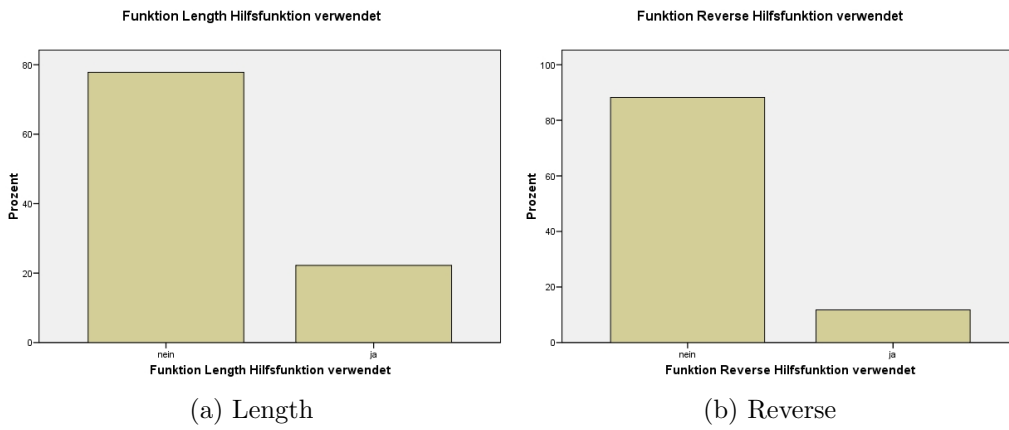 Funktion Length Hilfsfunktion verwendet
80
60
40
20
0
Prozent
nein
ja
Funktion Length Hilfsfunktion verwendet
(a) Length
Funktion Reverse Hilfsfunktion verwendet
100
80
60
40
20
0
Prozent
nein
ja
Funktion Reverse Hilfsfunktion verwendet
(b) Reverse